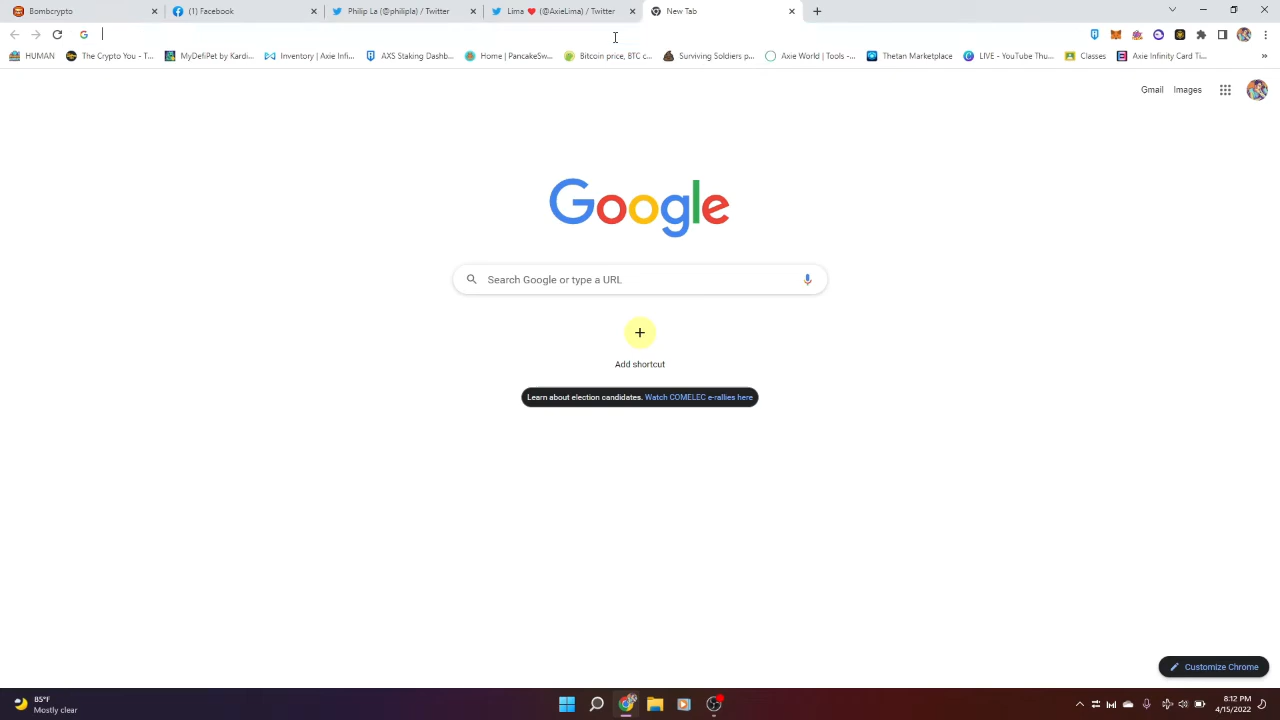 Bombcrypto
(1) Facebook
Philip La (@philipla) / Twitter
Lima ❤️ (@AxieLima) / Twitter
New Tab
HUMAN
The Crypto You - T...
MyDefiPet by Kardi...
Inventory | Axie Infi...
AXS Staking Dashb...
Home | PancakeSw...
Bitcoin price, BTC c...
Surviving Soldiers p...
Axie World | Tools -...
Thetan Marketplace
LIVE - YouTube Thu...
Classes
Axie Infinity Card Ti...
»
Gmail
Images
Google
Search Google or type a URL
Add shortcut
Learn about election candidates. Watch COMELEC e-rallies here
Customize Chrome
85°F
Mostly clear
8:12 PM
4/15/2022